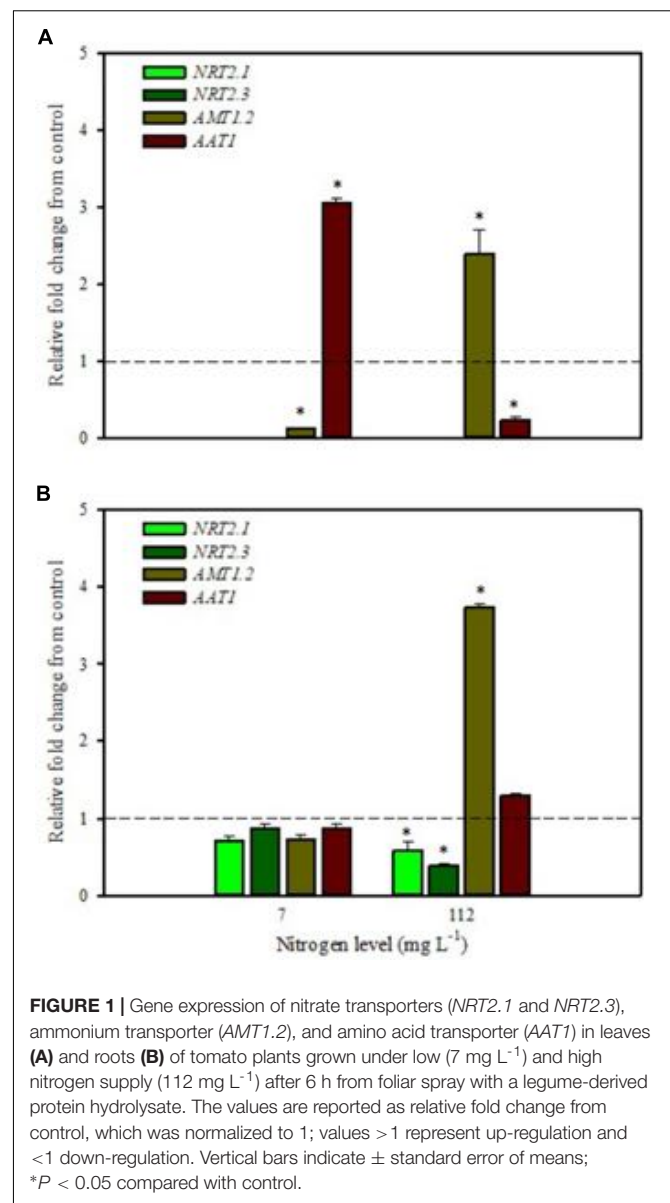 A
5
4
3
2
1
0
Relative fold change from control
NRT2.1
NRT2.3
AMT1.2
AAT1
*
*
*
*
B
5
4
3
2
1
0
Relative fold change from control
NRT2.1
NRT2.3
AMT1.2
AAT1
*
*
*
7 112
Nitrogen level (mg L⁻¹)
FIGURE 1 | Gene expression of nitrate transporters (NRT2.1 and NRT2.3),
ammonium transporter (AMT1.2), and amino acid transporter (AAT1) in leaves
(A) and roots (B) of tomato plants grown under low (7 mg L⁻¹) and high
nitrogen supply (112 mg L⁻¹) after 6 h from foliar spray with a legume-derived
protein hydrolysate. The values are reported as relative fold change from
control, which was normalized to 1; values >1 represent up-regulation and
<1 down-regulation. Vertical bars indicate ± standard error of means;
*P < 0.05 compared with control.